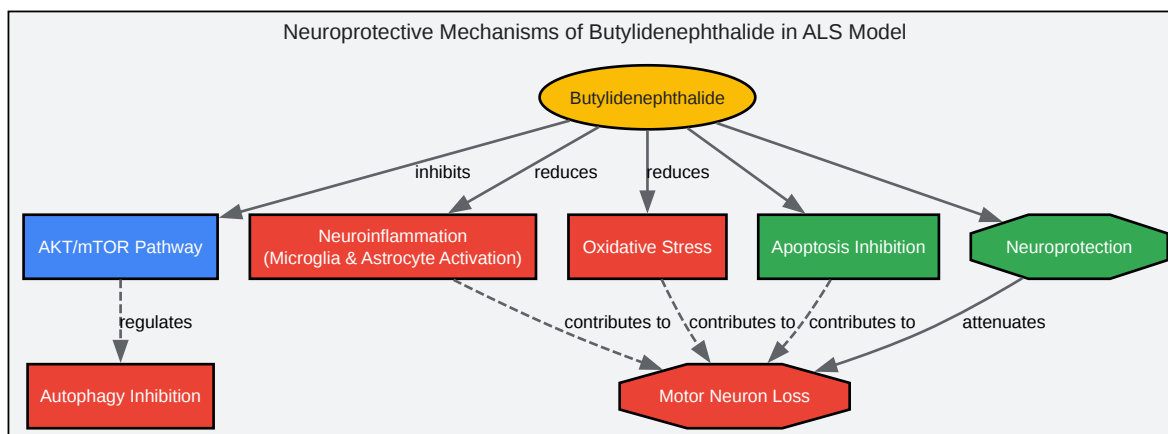 Neuroprotective Mechanisms of Butylidenephthalide in ALS Model
Butylidenephthalide
inhibits
reduces
reduces
AKT/mTOR Pathway
Neuroinflammation
(Microglia & Astrocyte Activation)
Oxidative Stress
Apoptosis Inhibition
Neuroprotection
regulates
contributes to
contributes to
contributes to
attenuates
Autophagy Inhibition
Motor Neuron Loss